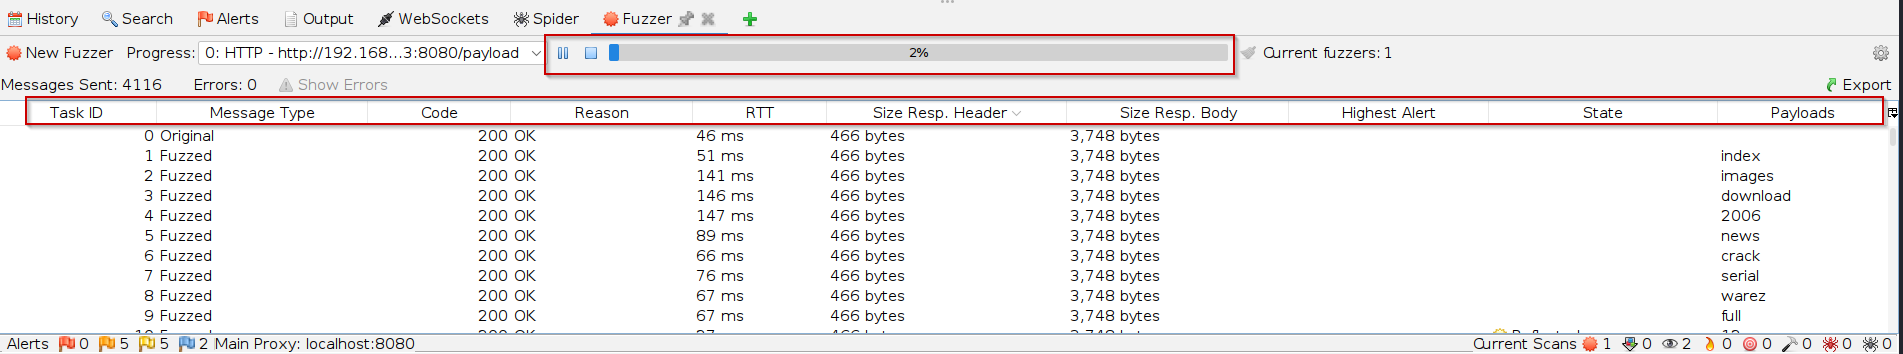 History Search Alerts Output WebSockets Spider Fuzzer
New Fuzzer Progress: 0: HTTP - http://192.168...3:8080/payload 2% Current fuzzers: 1
Messages Sent: 4116 Errors: 0 Show Errors Export
Task ID Message Type Code Reason RTT Size Resp. Header Size Resp. Body Highest Alert State Payloads
0 Original 200 OK 46 ms 466 bytes 3,748 bytes
1 Fuzzed 200 OK 51 ms 466 bytes 3,748 bytes index
2 Fuzzed 200 OK 141 ms 466 bytes 3,748 bytes images
3 Fuzzed 200 OK 146 ms 466 bytes 3,748 bytes download
4 Fuzzed 200 OK 147 ms 466 bytes 3,748 bytes 2006
5 Fuzzed 200 OK 89 ms 466 bytes 3,748 bytes news
6 Fuzzed 200 OK 66 ms 466 bytes 3,748 bytes crack
7 Fuzzed 200 OK 76 ms 466 bytes 3,748 bytes serial
8 Fuzzed 200 OK 67 ms 466 bytes 3,748 bytes warez
9 Fuzzed 200 OK 67 ms 466 bytes 3,748 bytes full
Alerts 0 5 5 2 Main Proxy: localhost:8080 Current Scans 1 0 2 0 0 0 0 0